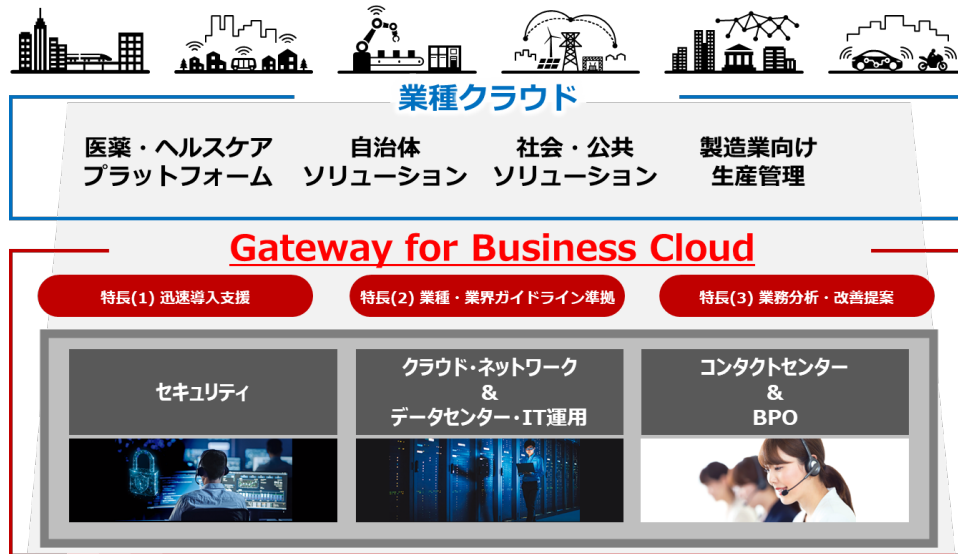 業種クラウド
医薬・ヘルスケア
プラットフォーム
自治体
ソリューション
社会・公共
ソリューション
製造業向け
生産管理
Gateway for Business Cloud
特長(1) 迅速導入支援
特長(2) 業種・業界ガイドライン準拠
特長(3) 業務分析・改善提案
セキュリティ
クラウド・ネットワーク
&
データセンター・IT運用
コンタクトセンター
&
BPO